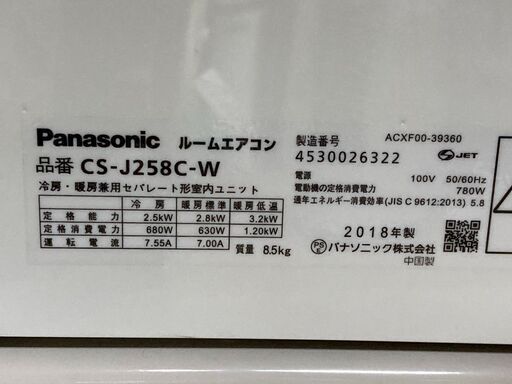 Panasonic ルームエアコン
品番 CS-J258C-W
冷房・暖房兼用セパレート形室内ユニット
冷房 暖房標準 暖房低温
定格能力 2.5kW 2.8kW 3.2kW
定格消費電力 680W 630W 1.20kW
運転電流 7.55A 7.00A
質量 8.5kg
ACXF00-39360
製造番号
4530026322
JET
電源 100V 50/60Hz
電動機の定格消費電力 780W
通年エネルギー消費効率(JIS C 9612:2013) 5.8
2018年製
PSE パナソニック株式会社
中国製